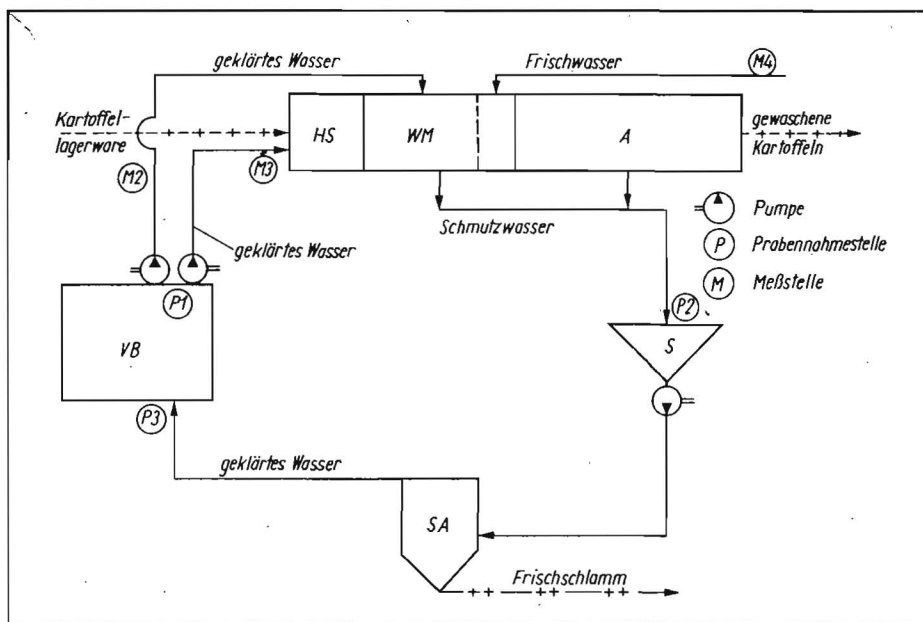 geklärtes Wasser
Frischwasser
M4
Kartoffel-
lagerware
HS
WM
A
gewaschene
Kartoffeln
M2
M3
Schmutzwasser
geklärtes Wasser
Pumpe
P
Probennahmestelle
M
Meßstelle
P1
P2
VB
S
P3
geklärtes Wasser
SA
Frischschlamm